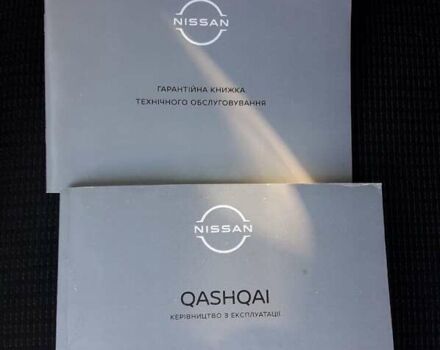 NISSAN
ГАРАНТІЙНА КНИЖКА
ТЕХНІЧНОГО ОБСЛУГОВУВАННЯ
NISSAN
QASHQAI
КЕРІВНИЦТВО З ЕКСПЛУАТАЦІЇ